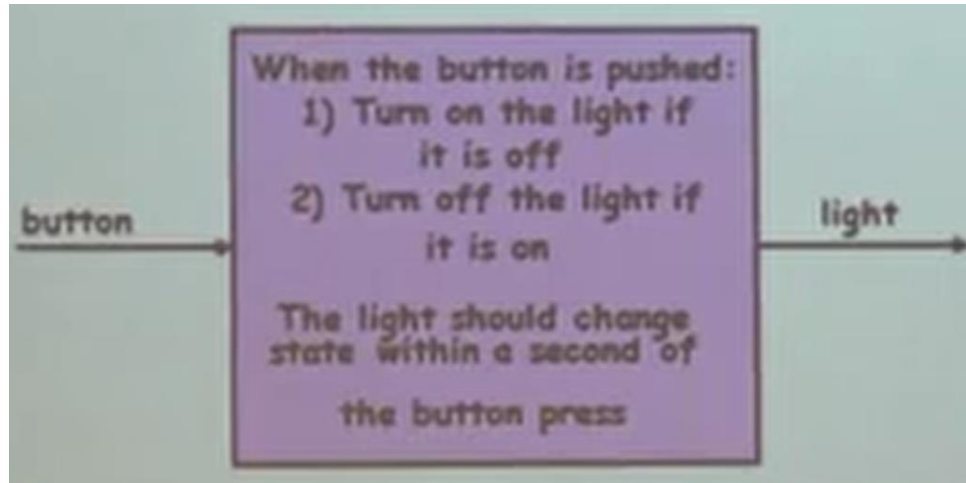 When the button is pushed:
1) Turn on the light if
it is off
2) Turn off the light if
it is on
button
light
The light should change
state within a second of
the button press